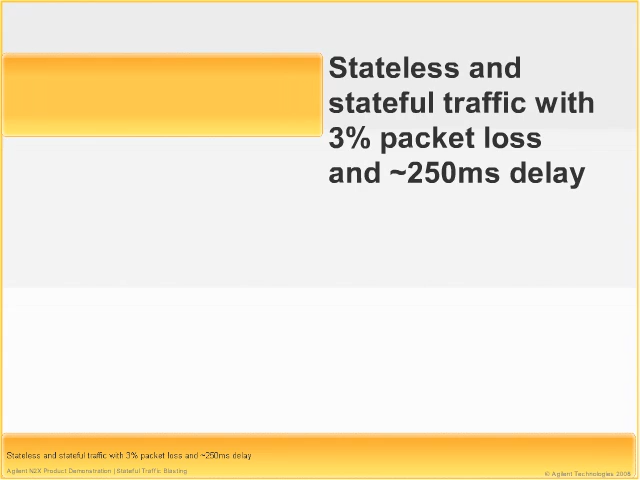 Stateless and
stateful traffic with
3% packet loss
and ~250ms delay
Stateless and stateful traffic with 3% packet loss and ~250ms delay
Agilent N2X Product Demonstration | Stateful Traffic Blasting
© Agilent Technologies 2008